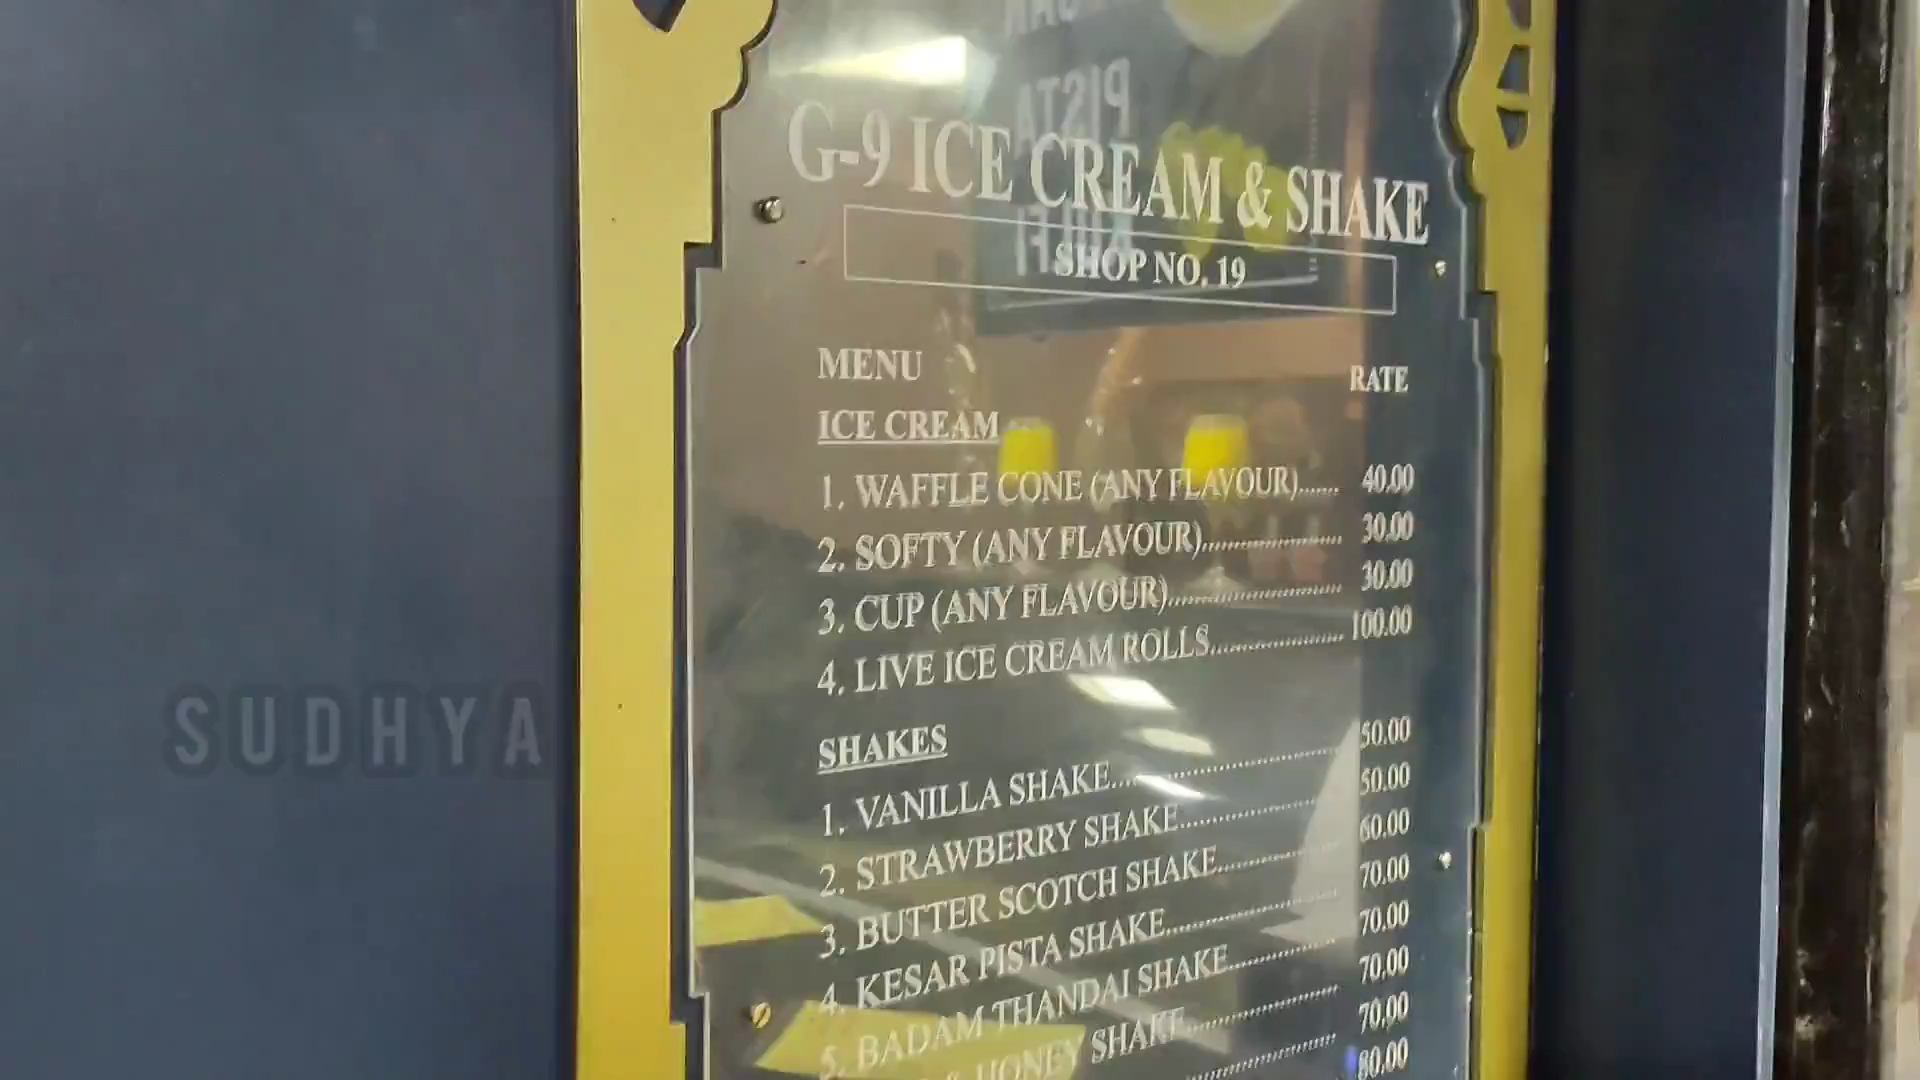 PISTA
G-9 ICE CREAM & SHAKE
SHOP NO. 19
MENU RATE
ICE CREAM
1. WAFFLE CONE (ANY FLAVOUR)....... 40.00
2. SOFTY (ANY FLAVOUR)........................ 30.00
3. CUP (ANY FLAVOUR)............................. 30.00
4. LIVE ICE CREAM ROLLS...................... 100.00
SHAKES
1. VANILLA SHAKE..................................... 50.00
2. STRAWBERRY SHAKE........................ 50.00
3. BUTTER SCOTCH SHAKE.................... 60.00
4. KESAR PISTA SHAKE............................ 70.00
5. BADAM THANDAI SHAKE.................. 70.00
& HONEY SHAKE............................ 70.00
70.00
80.00
SUDHYA